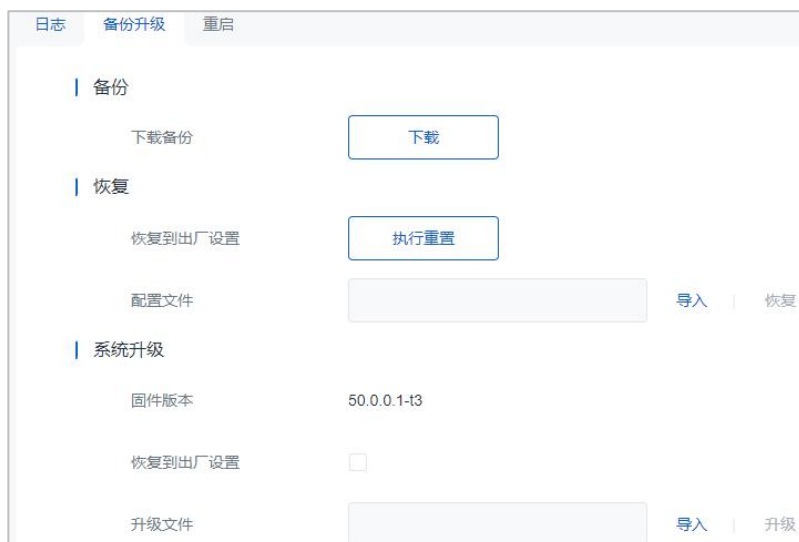 日志 备份升级 重启
备份
下载备份 下载
恢复
恢复到出厂设置 执行重置
配置文件 导入 恢复
系统升级
固件版本 50.0.0.1-t3
恢复到出厂设置
升级文件 导入 升级